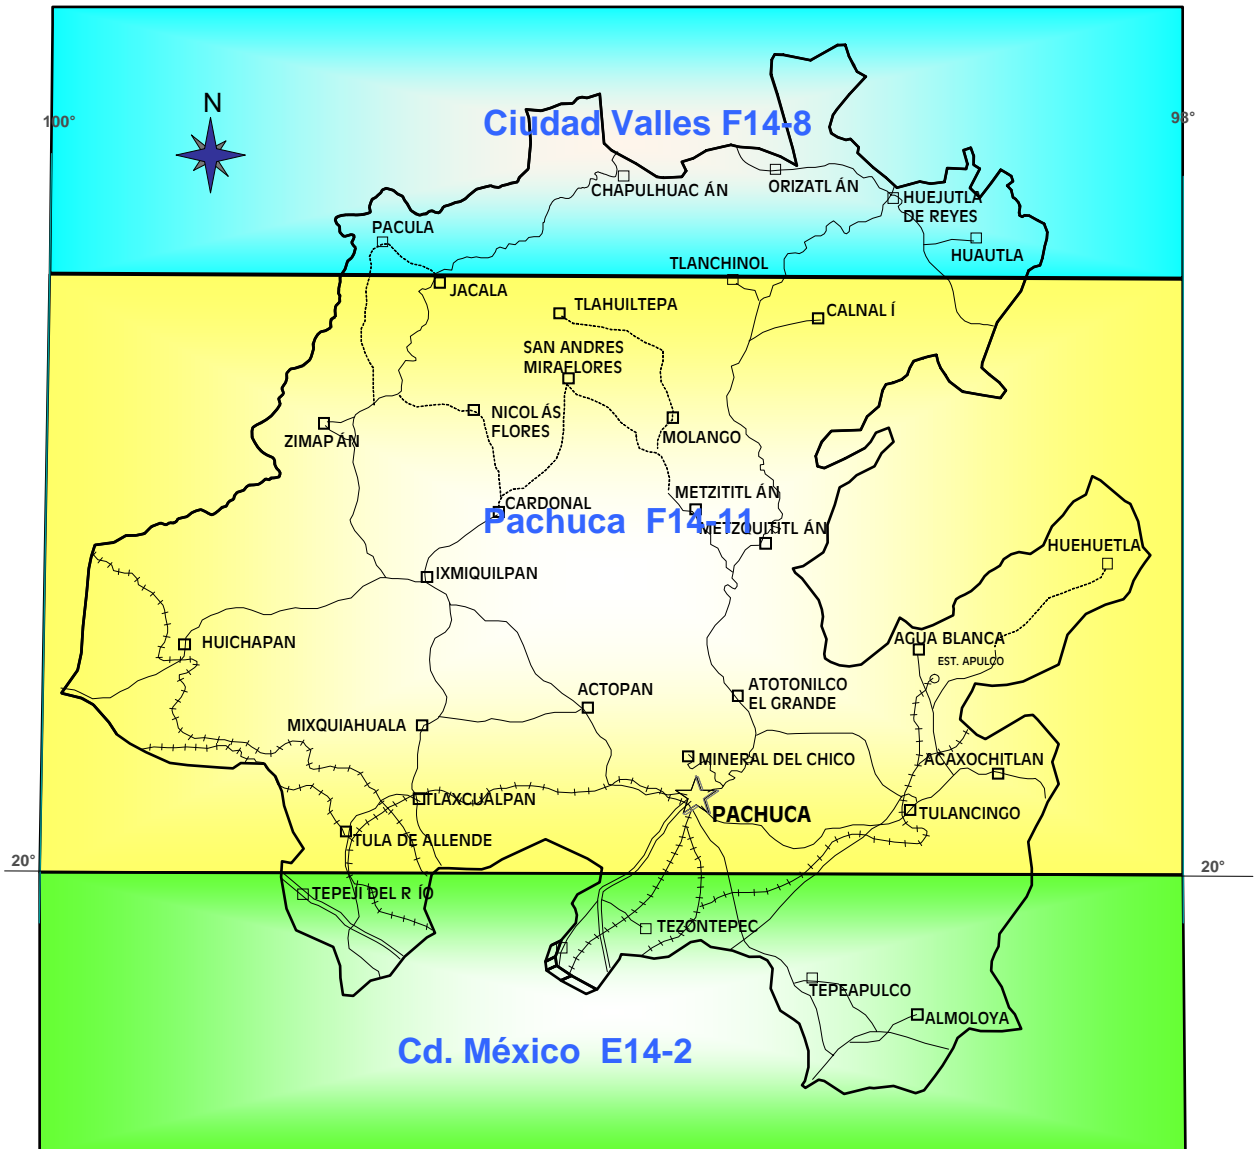 N
100°
Ciudad Valles F14-8
98°
CHAPULHUAC ÁN
ORIZATL ÁN
HUEJUTLA
DE REYES
PACULA
HUAUTLA
TLANCHINOL
JACALA
TLAHUILTEPA
CALNAL Í
SAN ANDRES
MIRAFLORES
NICOL ÁS
FLORES
ZIMAP ÁN
MOLANGO
METZITITL ÁN
CARDONAL
Pachuca F14-11
METZQUITITL ÁN
HUEHUETLA
IXMIQUILPAN
HUICHAPAN
AGUA BLANCA
EST. APULCO
ACTOPAN
ATOTONILCO
EL GRANDE
MIXQUIAHUALA
MINERAL DEL CHICO
ACAXOCHITLAN
TLAXCUALPAN
PACHUCA
TULANCINGO
TULA DE ALLENDE
20°
20°
TEPEJI DEL R ÍO
TEZONTEPEC
TEPEAPULCO
ALMOLOYA
Cd. México E14-2